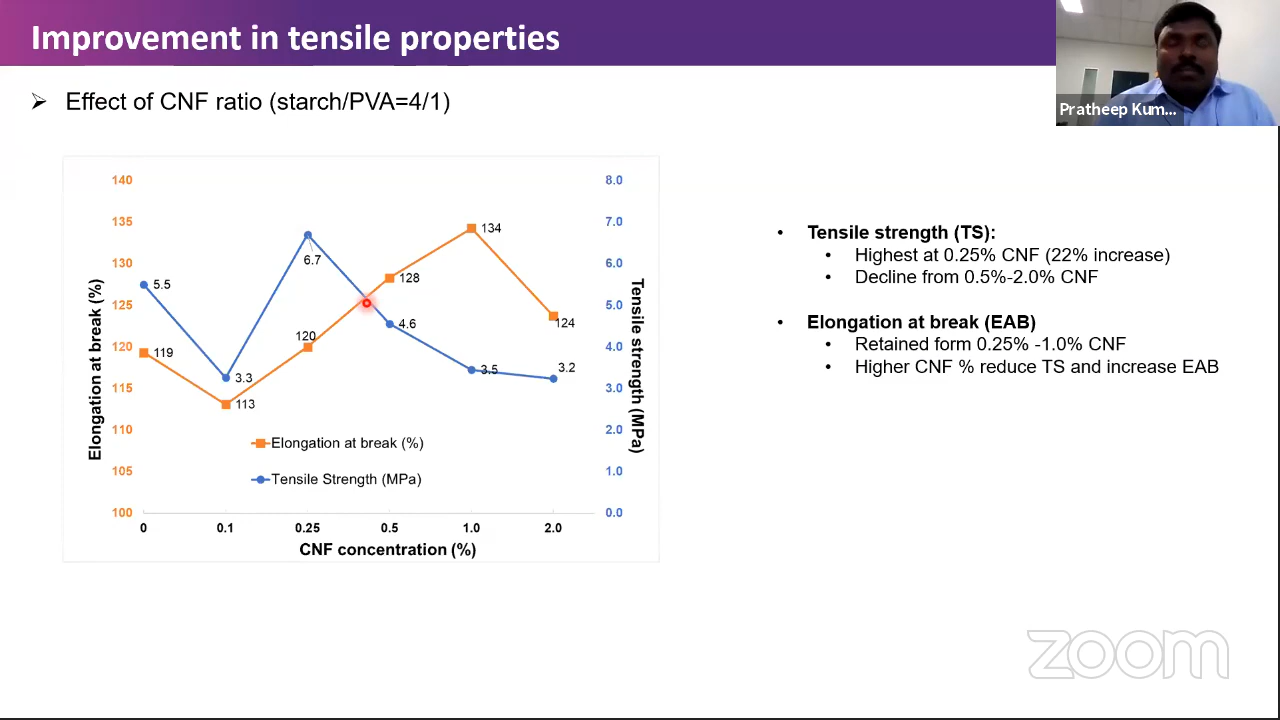 Improvement in tensile properties
Pratheep Kum...
➢ Effect of CNF ratio (starch/PVA=4/1)
140
135
130
125
120
115
110
105
100
Elongation at break (%)
8.0
7.0
6.0
5.0
4.0
3.0
2.0
1.0
0.0
Tensile strength (MPa)
5.5
3.3
6.7
4.6
3.5
3.2
119
113
120
128
134
124
Elongation at break (%)
Tensile Strength (MPa)
0 0.1 0.25 0.5 1.0 2.0
CNF concentration (%)
• Tensile strength (TS):
• Highest at 0.25% CNF (22% increase)
• Decline from 0.5%-2.0% CNF
• Elongation at break (EAB)
• Retained form 0.25% -1.0% CNF
• Higher CNF % reduce TS and increase EAB
zoom